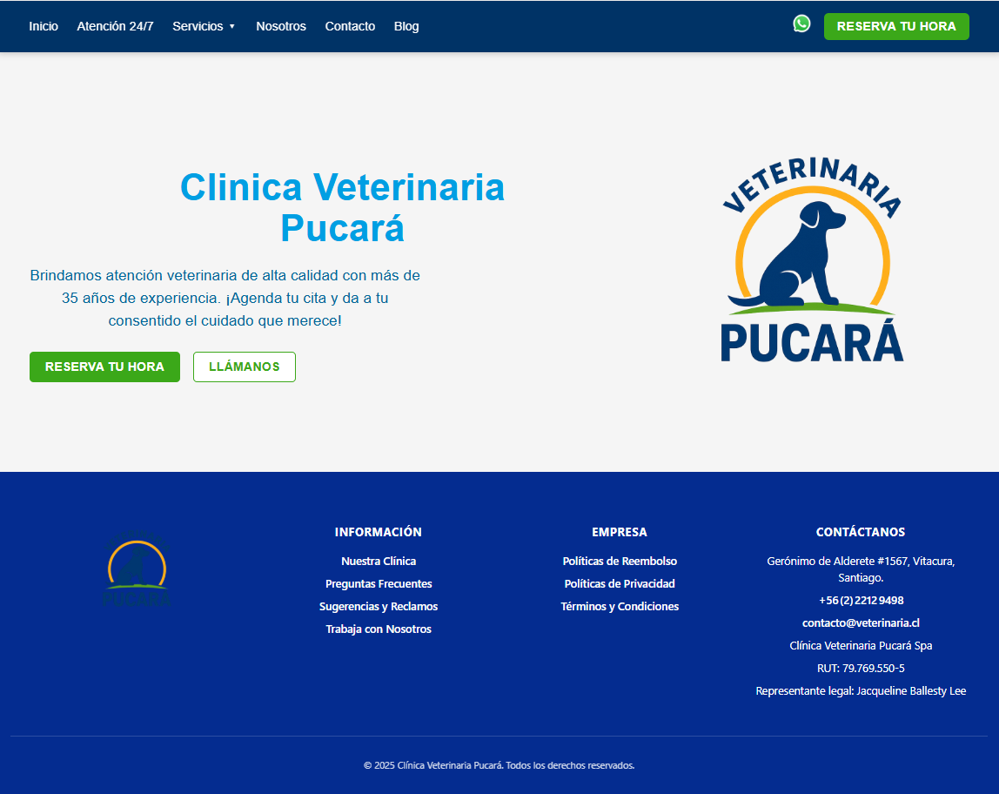 Inicio Atención 24/7 Servicios ▼ Nosotros Contacto Blog RESERVA TU HORA
Clinica Veterinaria
Pucará
Brindamos atención veterinaria de alta calidad con más de
35 años de experiencia. ¡Agenda tu cita y da a tu
consentido el cuidado que merece!
RESERVA TU HORA LLÁMANOS
VETERINARIA
PUCARÁ
PUCARÁ
INFORMACIÓN
Nuestra Clínica
Preguntas Frecuentes
Sugerencias y Reclamos
Trabaja con Nosotros
EMPRESA
Políticas de Reembolso
Políticas de Privacidad
Términos y Condiciones
CONTÁCTANOS
Gerónimo de Alderete #1567, Vitacura,
Santiago.
+56 (2) 2212 9498
contacto@veterinaria.cl
Clínica Veterinaria Pucará Spa
RUT: 79.769.550-5
Representante legal: Jacqueline Ballesty Lee
© 2025 Clínica Veterinaria Pucará. Todos los derechos reservados.